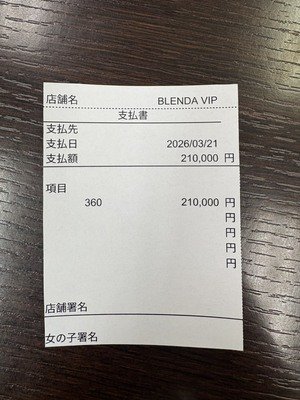 店舗名 BLENDA VIP
支払書
支払先
支払日 2026/03/21
支払額 210,000 円
項目
360 210,000 円
円
円
円
円
店舗署名
女の子署名